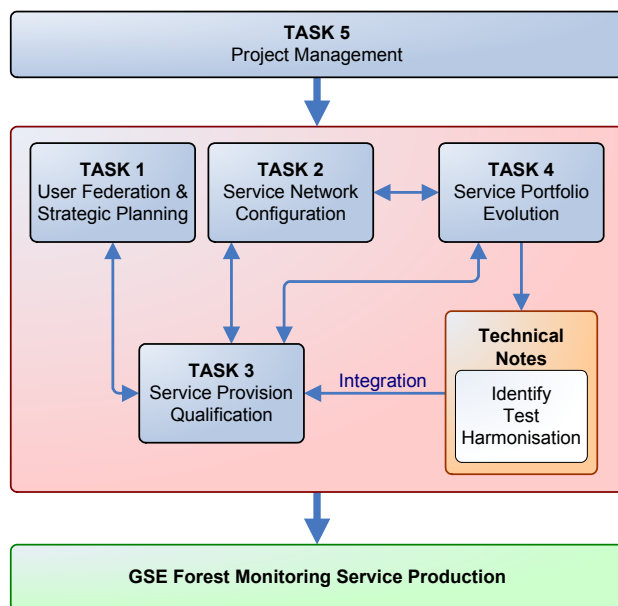 TASK 5
Project Management
TASK 1
User Federation &
Strategic Planning
TASK 2
Service Network
Configuration
TASK 4
Service Portfolio
Evolution
TASK 3
Service Provision
Qualification
Integration
Technical
Notes
Identify
Test
Harmonisation
GSE Forest Monitoring Service Production